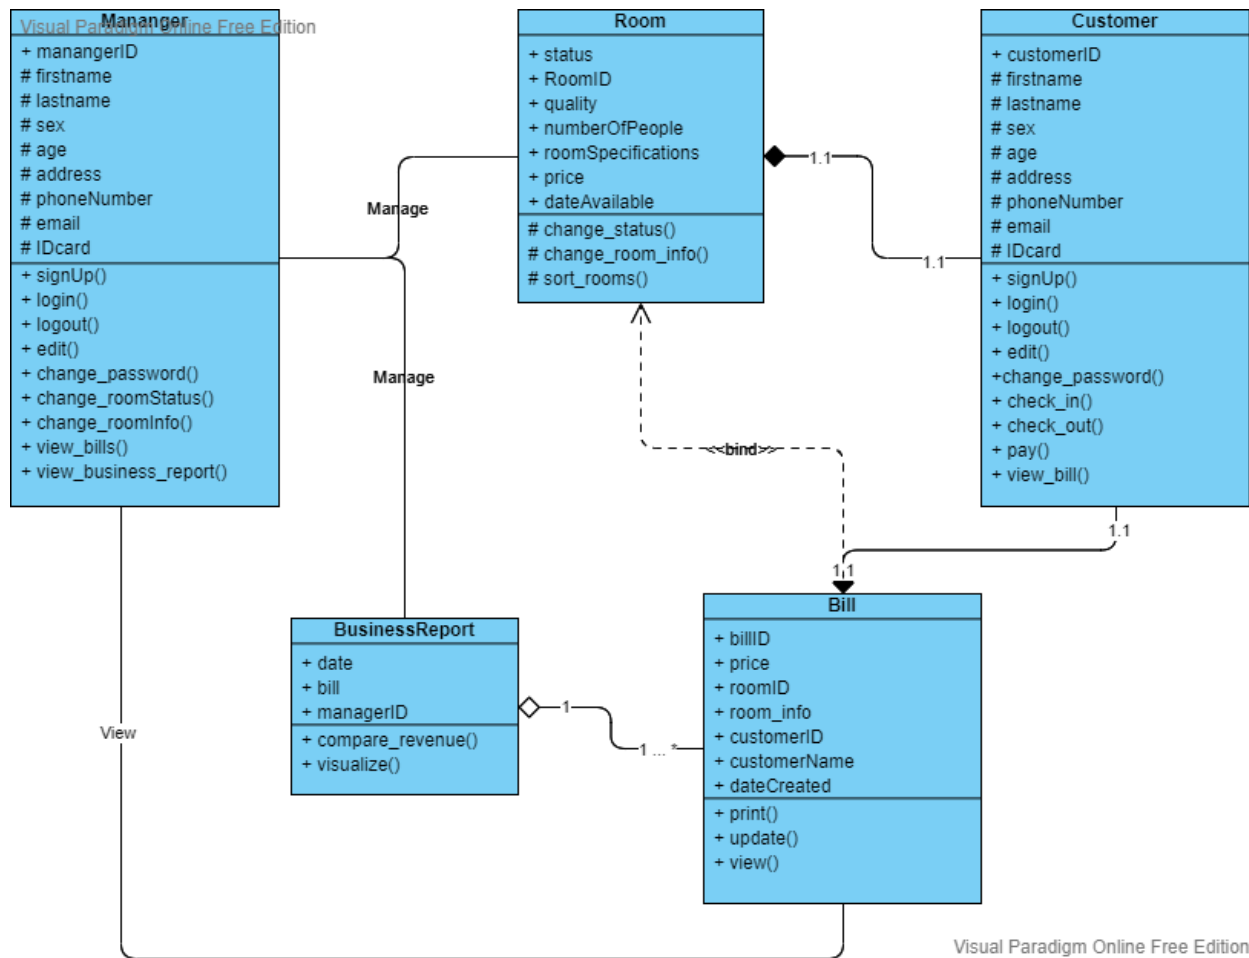 Mananger
Visual Paradigm Online Free Edition
+ manangerID
# firstname
# lastname
# sex
# age
# address
# phoneNumber
# email
# IDcard
+ signUp()
+ login()
+ logout()
+ edit()
+ change_password()
+ change_roomStatus()
+ change_roomInfo()
+ view_bills()
+ view_business_report()
Room
+ status
+ RoomID
+ quality
+ numberOfPeople
+ roomSpecifications
+ price
+ dateAvailable
# change_status()
# change_room_info()
# sort_rooms()
Customer
+ customerID
# firstname
# lastname
# sex
# age
# address
# phoneNumber
# email
# IDcard
+ signUp()
+ login()
+ logout()
+ edit()
+change_password()
+ check_in()
+ check_out()
+ pay()
+ view_bill()
1.1
1.1
Manage
Manage
<<bind>>
1.1
1.1
BusinessReport
+ date
+ bill
+ managerID
+ compare_revenue()
+ visualize()
1
1 ... *
Bill
+ billID
+ price
+ roomID
+ room_info
+ customerID
+ customerName
+ dateCreated
+ print()
+ update()
+ view()
View
Visual Paradigm Online Free Edition